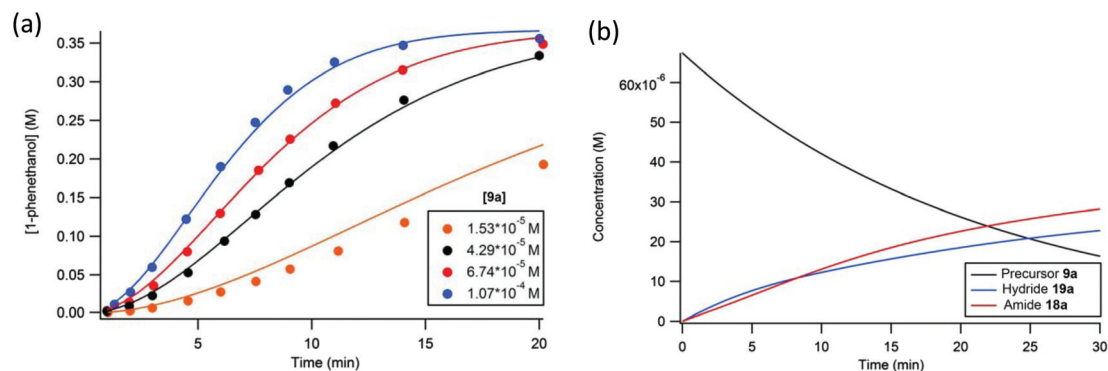 (a)
[1-phenethanol] (M)
0.35
0.30
0.25
0.20
0.15
0.10
0.05
0.00
5
10
15
20
Time (min)
[9a]
1.53*10-5 M
4.29*10-5 M
6.74*10-5 M
1.07*10-4 M
(b)
Concentration (M)
60x10-6
50
40
30
20
10
0
0
5
10
15
20
25
30
Time (min)
Precursor 9a
Hydride 19a
Amide 18a